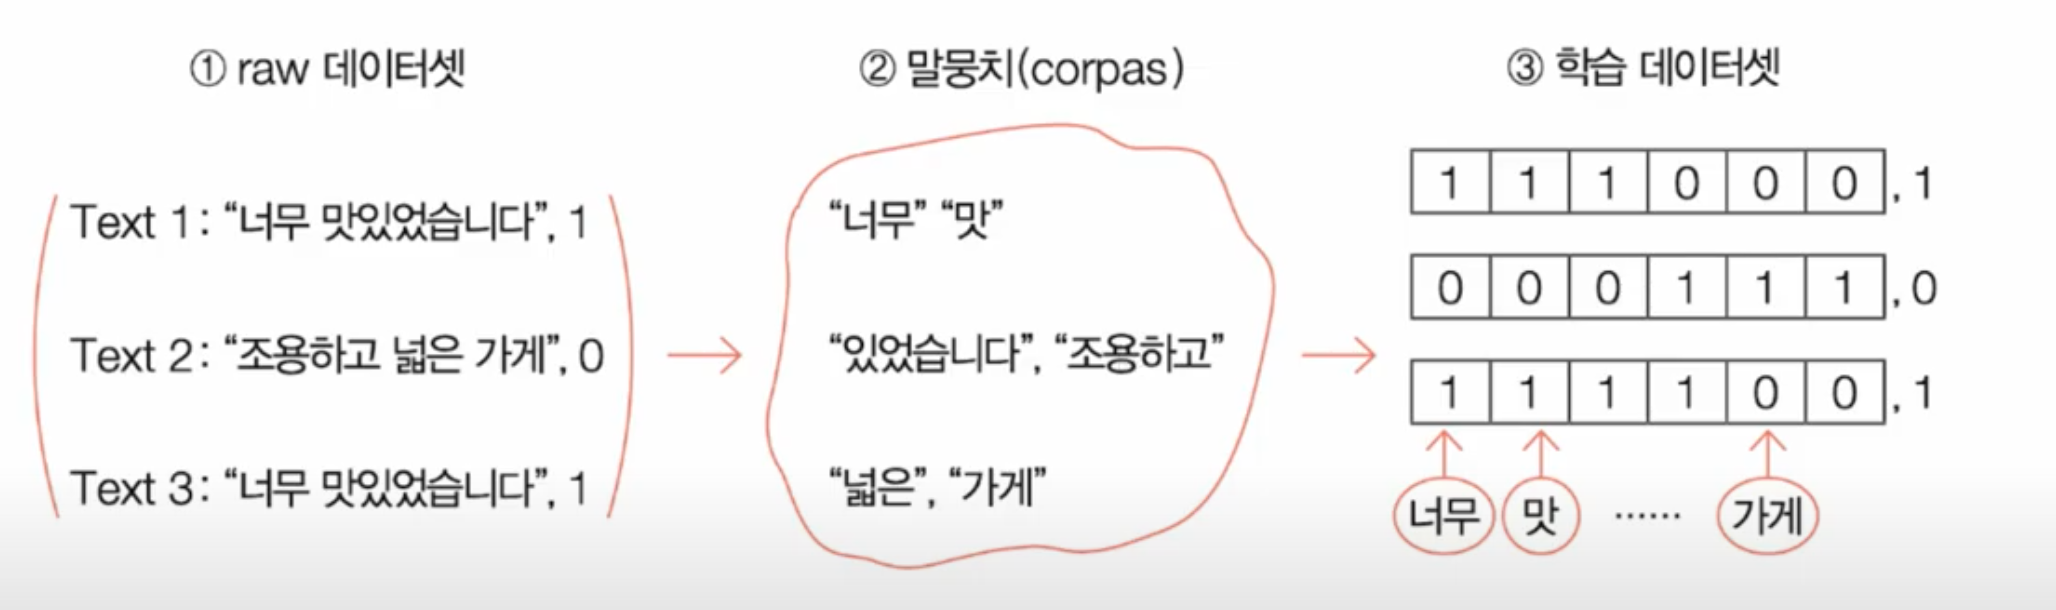 ① raw 데이터셋
Text 1: “너무 맛있었습니다”, 1
Text 2: “조용하고 넓은 가게”, 0
Text 3: “너무 맛있었습니다”, 1
② 말뭉치(corpas)
“너무” “맛”
“있었습니다”, “조용하고”
“넓은”, “가게”
③ 학습 데이터셋
1 1 1 0 0 0 , 1
0 0 0 1 1 1 , 0
1 1 1 1 0 0 , 1
너무 맛 ...... 가게